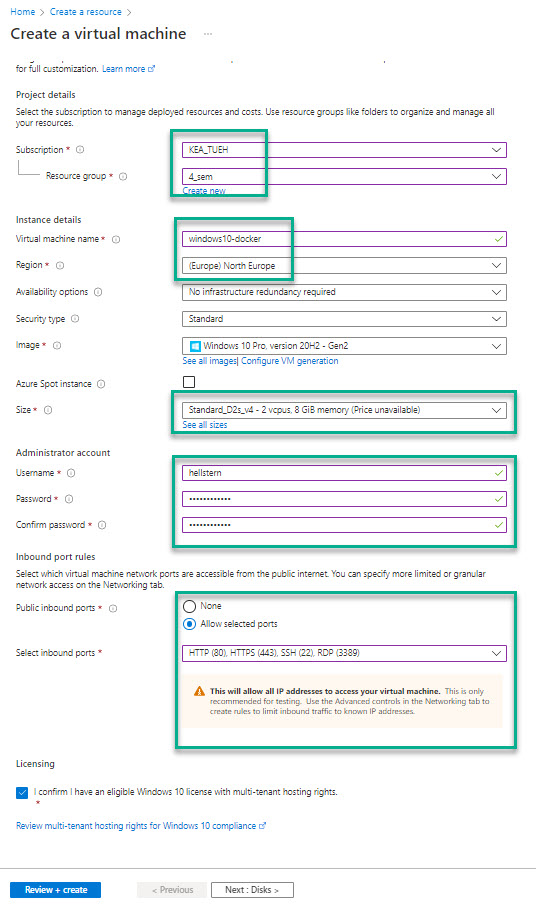 Home > Create a resource >
Create a virtual machine ...
for full customization. Learn more
Project details
Select the subscription to manage deployed resources and costs. Use resource groups like folders to organize and manage all
your resources.
Subscription * KEA_TUEH
Resource group * 4_sem
Create new
Instance details
Virtual machine name * windows10-docker
Region * (Europe) North Europe
Availability options No infrastructure redundancy required
Security type Standard
Image * Windows 10 Pro, version 20H2 - Gen2
See all images | Configure VM generation
Azure Spot instance
Size * Standard_D2s_v4 - 2 vcpus, 8 GiB memory (Price unavailable)
See all sizes
Administrator account
Username * hellstern
Password * ••••••••••••
Confirm password * ••••••••••••
Inbound port rules
Select which virtual machine network ports are accessible from the public internet. You can specify more limited or granular
network access on the Networking tab.
Public inbound ports * None
Allow selected ports
Select inbound ports * HTTP (80), HTTPS (443), SSH (22), RDP (3389)
This will allow all IP addresses to access your virtual machine. This is only
recommended for testing. Use the Advanced controls in the Networking tab to
create rules to limit inbound traffic to known IP addresses.
Licensing
I confirm I have an eligible Windows 10 license with multi-tenant hosting rights.
*
Review multi-tenant hosting rights for Windows 10 compliance
Review + create
< Previous
Next : Disks >